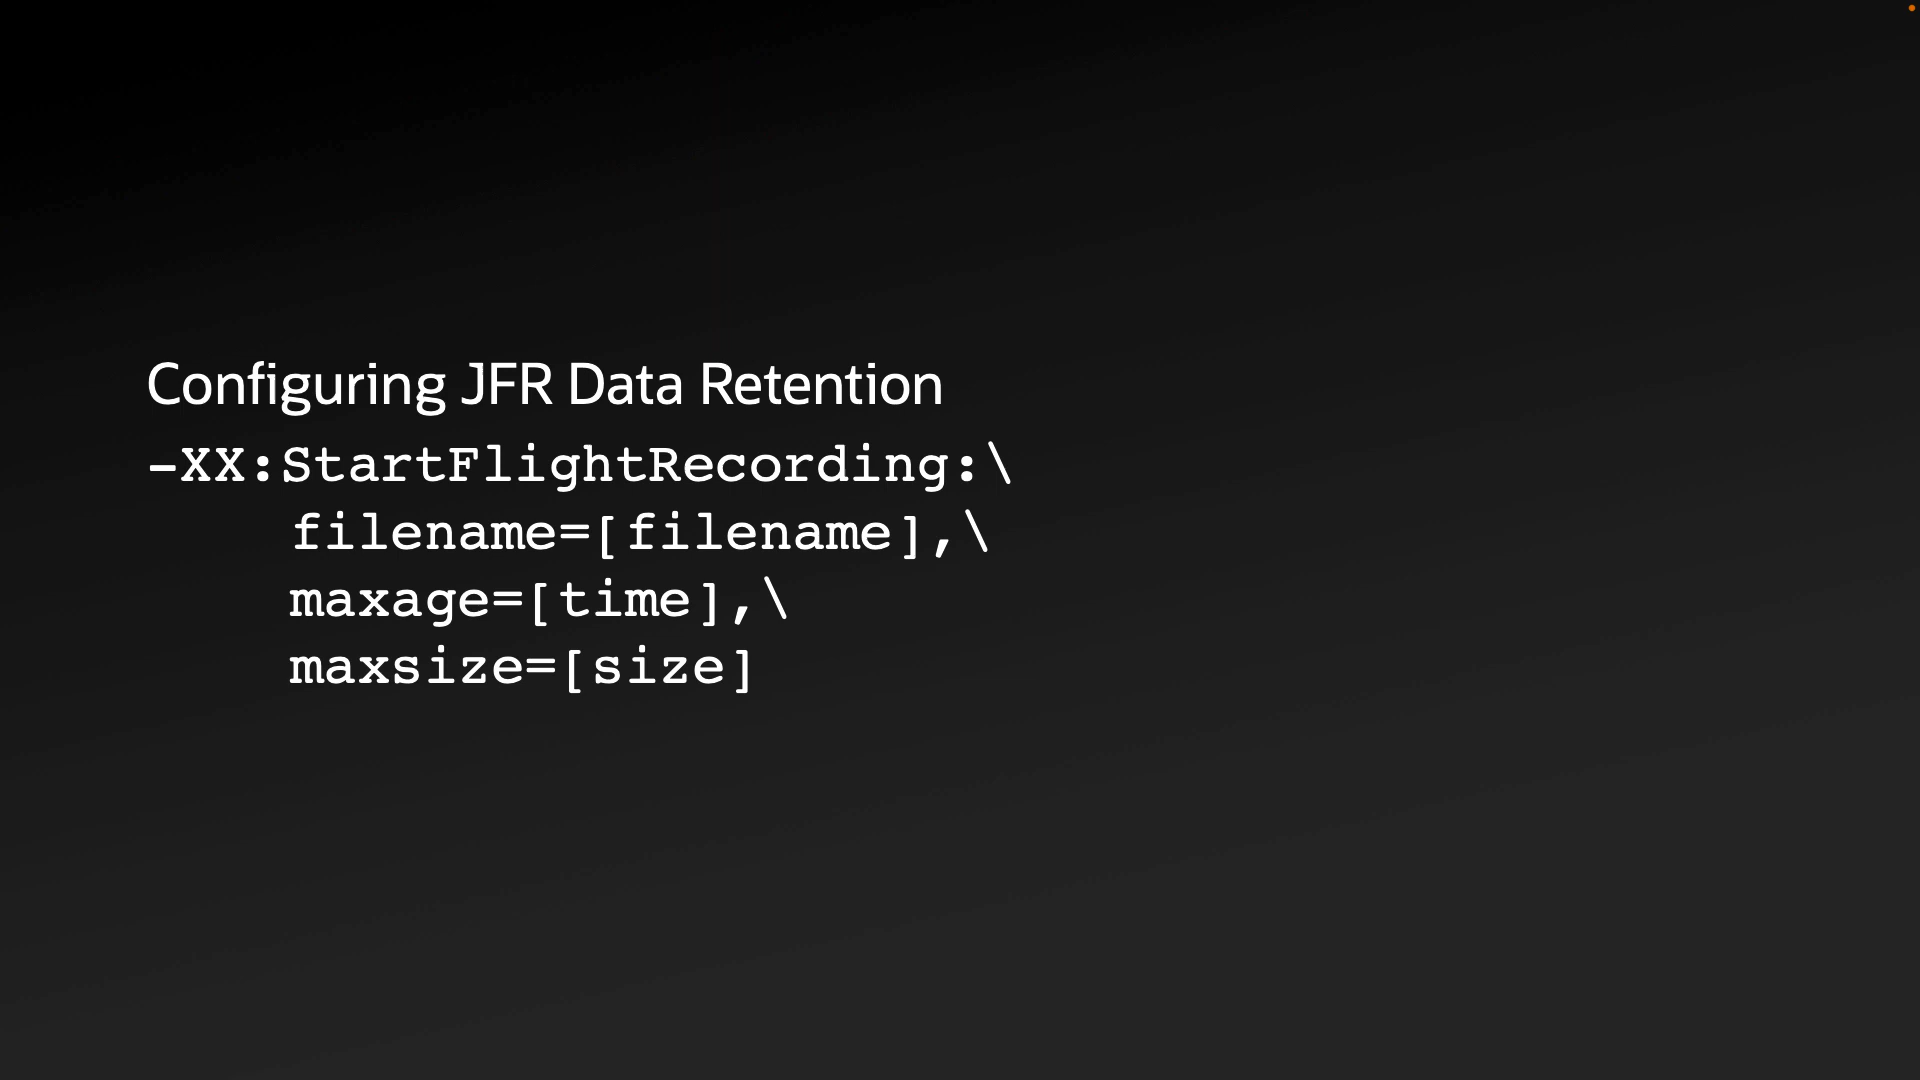 Configuring JFR Data Retention
-XX:StartFlightRecording:\
filename=[filename],\
maxage=[time],\
maxsize=[size]